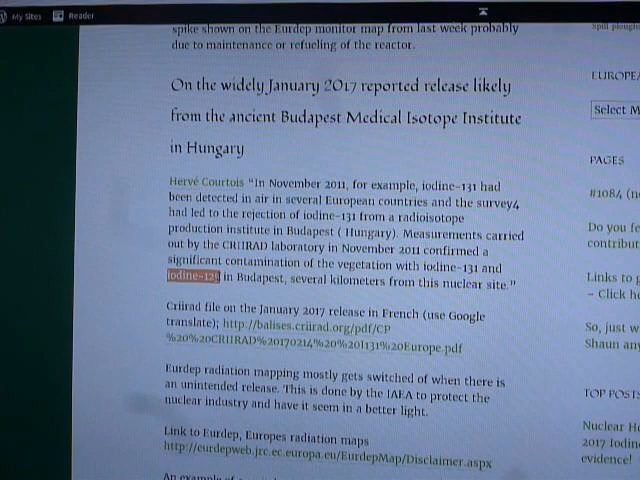 My Sites
Reader
spike shown on the Eurdep monitor map from last week probably
due to maintenance or refueling of the reactor.
On the widely January 2017 reported release likely
from the ancient Budapest Medical Isotope Institute
in Hungary
Hervé Courtois "In November 2011, for example, iodine-131 had
been detected in air in several European countries and the survey4
had led to the rejection of iodine-131 from a radioisotope
production institute in Budapest ( Hungary). Measurements carried
out by the CRIIRAD laboratory in November 2011 confirmed a
significant contamination of the vegetation with iodine-131 and
iodine-125 in Budapest, several kilometers from this nuclear site."
Criirad file on the January 2017 release in French (use Google
translate); http://balises.criirad.org/pdf/CP
%20%20CRIIRAD%20170214%20%20I131%20Europe.pdf
Eurdep radiation mapping mostly gets switched of when there is
an unintended release. This is done by the IAEA to protect the
nuclear industry and have it seem in a better light.
Link to Eurdep, Europes radiation maps
http://eurdepweb.jrc.ec.europa.eu/EurdepMap/Disclaimer.aspx
An example of a
EUROPEA
Select M
PAGES
#1084 (n
Do you fe
contribut
Links to g
– Click he
So, just w
Shaun any
TOP POSTS
Nuclear Ho
2017 Iodin
evidence!